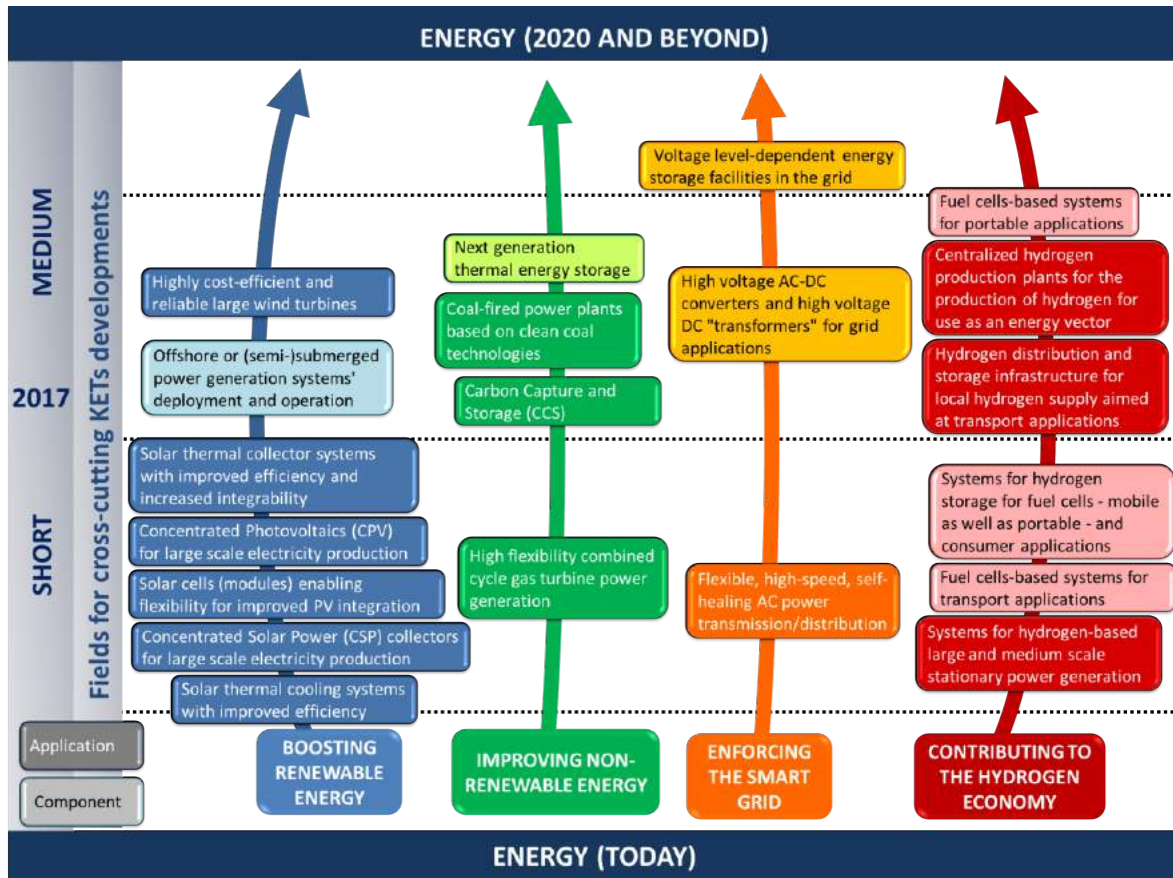 ENERGY (2020 AND BEYOND)
MEDIUM
2017
SHORT
Fields for cross-cutting KETs developments
Highly cost-efficient and
reliable large wind turbines
Offshore or (semi-)submerged
power generation systems'
deployment and operation
Solar thermal collector systems
with improved efficiency and
increased integrability
Concentrated Photovoltaics (CPV)
for large scale electricity production
Solar cells (modules) enabling
flexibility for improved PV integration
Concentrated Solar Power (CSP) collectors
for large scale electricity production
Solar thermal cooling systems
with improved efficiency
BOOSTING
RENEWABLE
ENERGY
Next generation
thermal energy storage
Coal-fired power plants
based on clean coal
technologies
Carbon Capture and
Storage (CCS)
High flexibility combined
cycle gas turbine power
generation
IMPROVING NON-
RENEWABLE ENERGY
Voltage level-dependent energy
storage facilities in the grid
High voltage AC-DC
converters and high voltage
DC "transformers" for grid
applications
Flexible, high-speed, self-
healing AC power
transmission/distribution
ENFORCING
THE SMART
GRID
Fuel cells-based systems
for portable applications
Centralized hydrogen
production plants for the
production of hydrogen for
use as an energy vector
Hydrogen distribution and
storage infrastructure for
local hydrogen supply aimed
at transport applications
Systems for hydrogen
storage for fuel cells - mobile
as well as portable - and
consumer applications
Fuel cells-based systems for
transport applications
Systems for hydrogen-based
large and medium scale
stationary power generation
CONTRIBUTING TO
THE HYDROGEN
ECONOMY
Application
Component
ENERGY (TODAY)